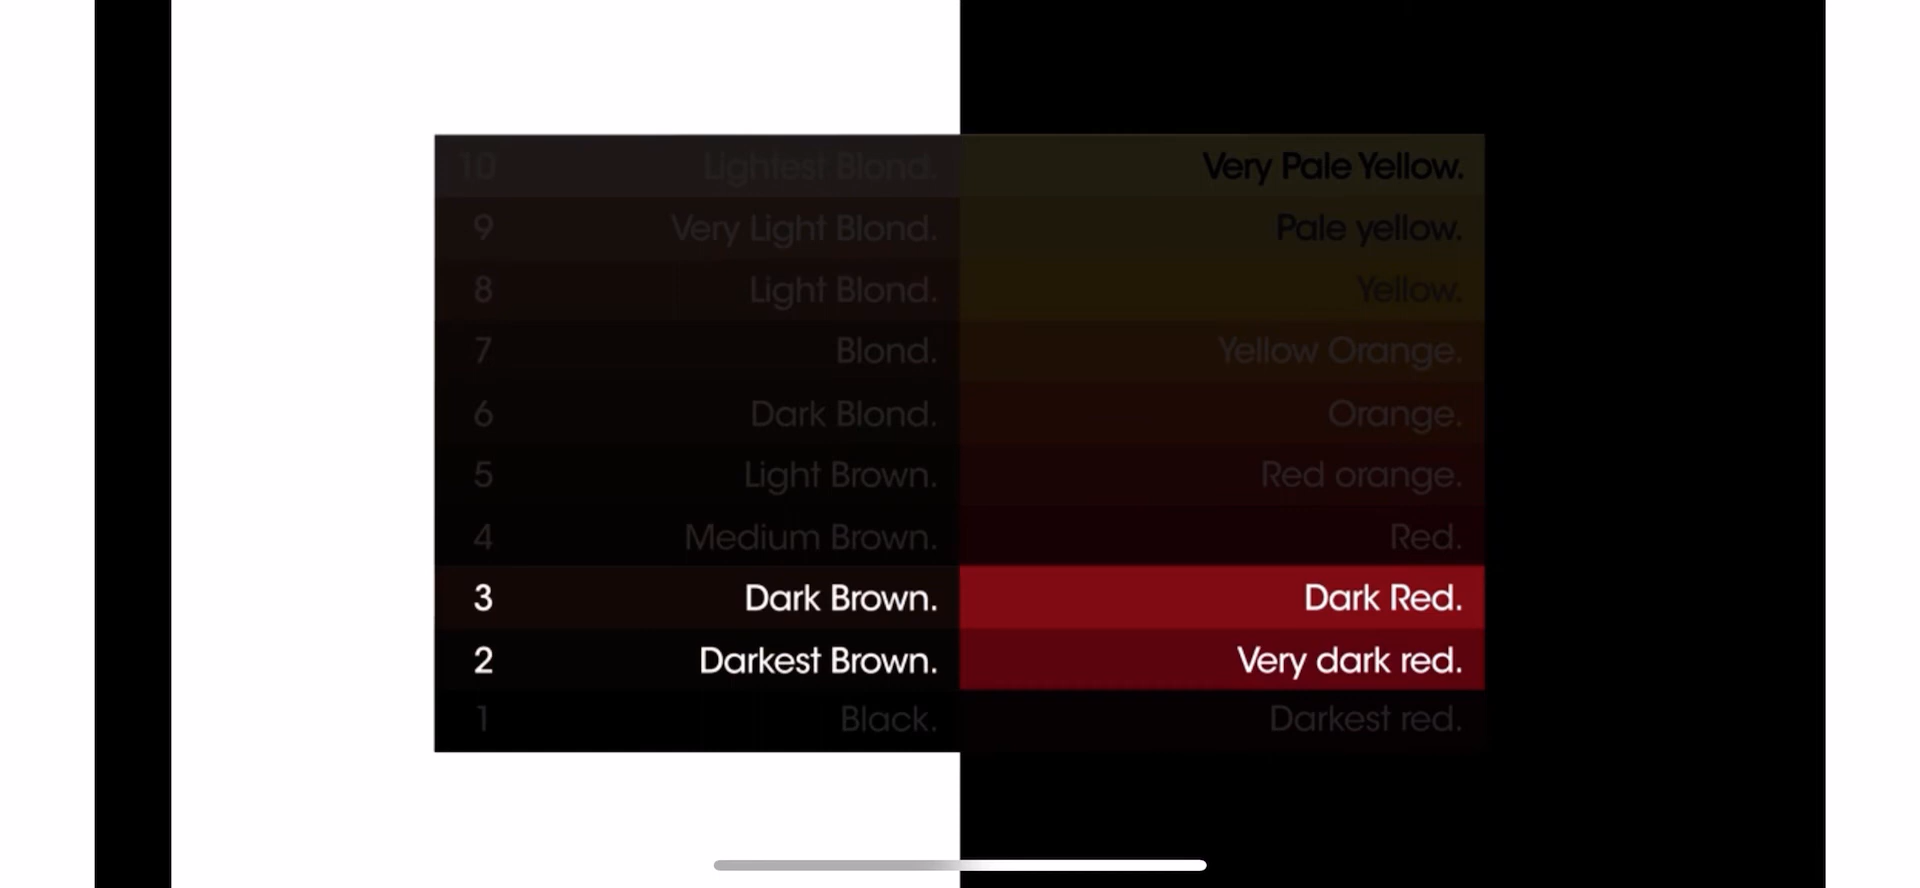 10 Lightest Blond. Very Pale Yellow.
9 Very Light Blond. Pale yellow.
8 Light Blond. Yellow.
7 Blond. Yellow Orange.
6 Dark Blond. Orange.
5 Light Brown. Red orange.
4 Medium Brown. Red.
3 Dark Brown. Dark Red.
2 Darkest Brown. Very dark red.
1 Black. Darkest red.